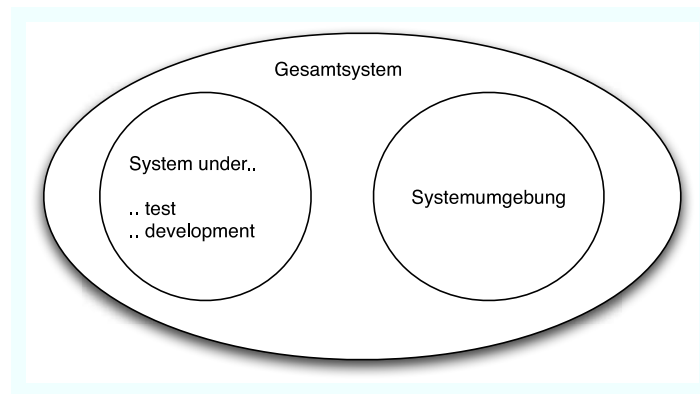 Gesamtsystem
System under..
.. test
.. development
Systemumgebung